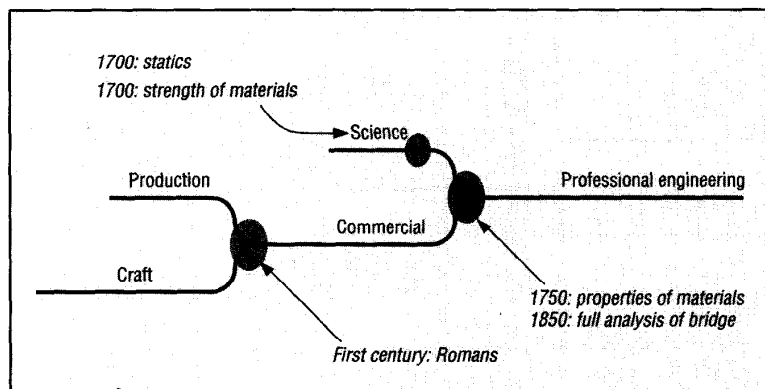 1700: statics
1700: strength of materials
Science
Production
Professional engineering
Commercial
Craft
1750: properties of materials
1850: full analysis of bridge
First century: Romans